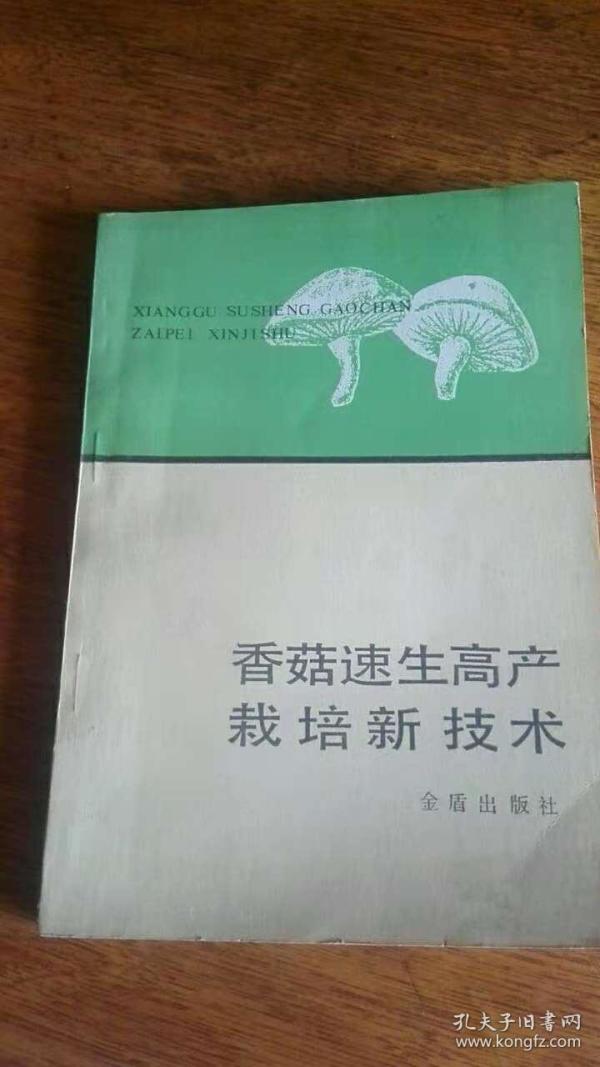 XIANGGU SUSHENG GAOCHAN
ZAIPEI XINJISHU
香菇速生高产
栽培新技术
金盾出版社
孔夫子旧书网
www.kongfz.com